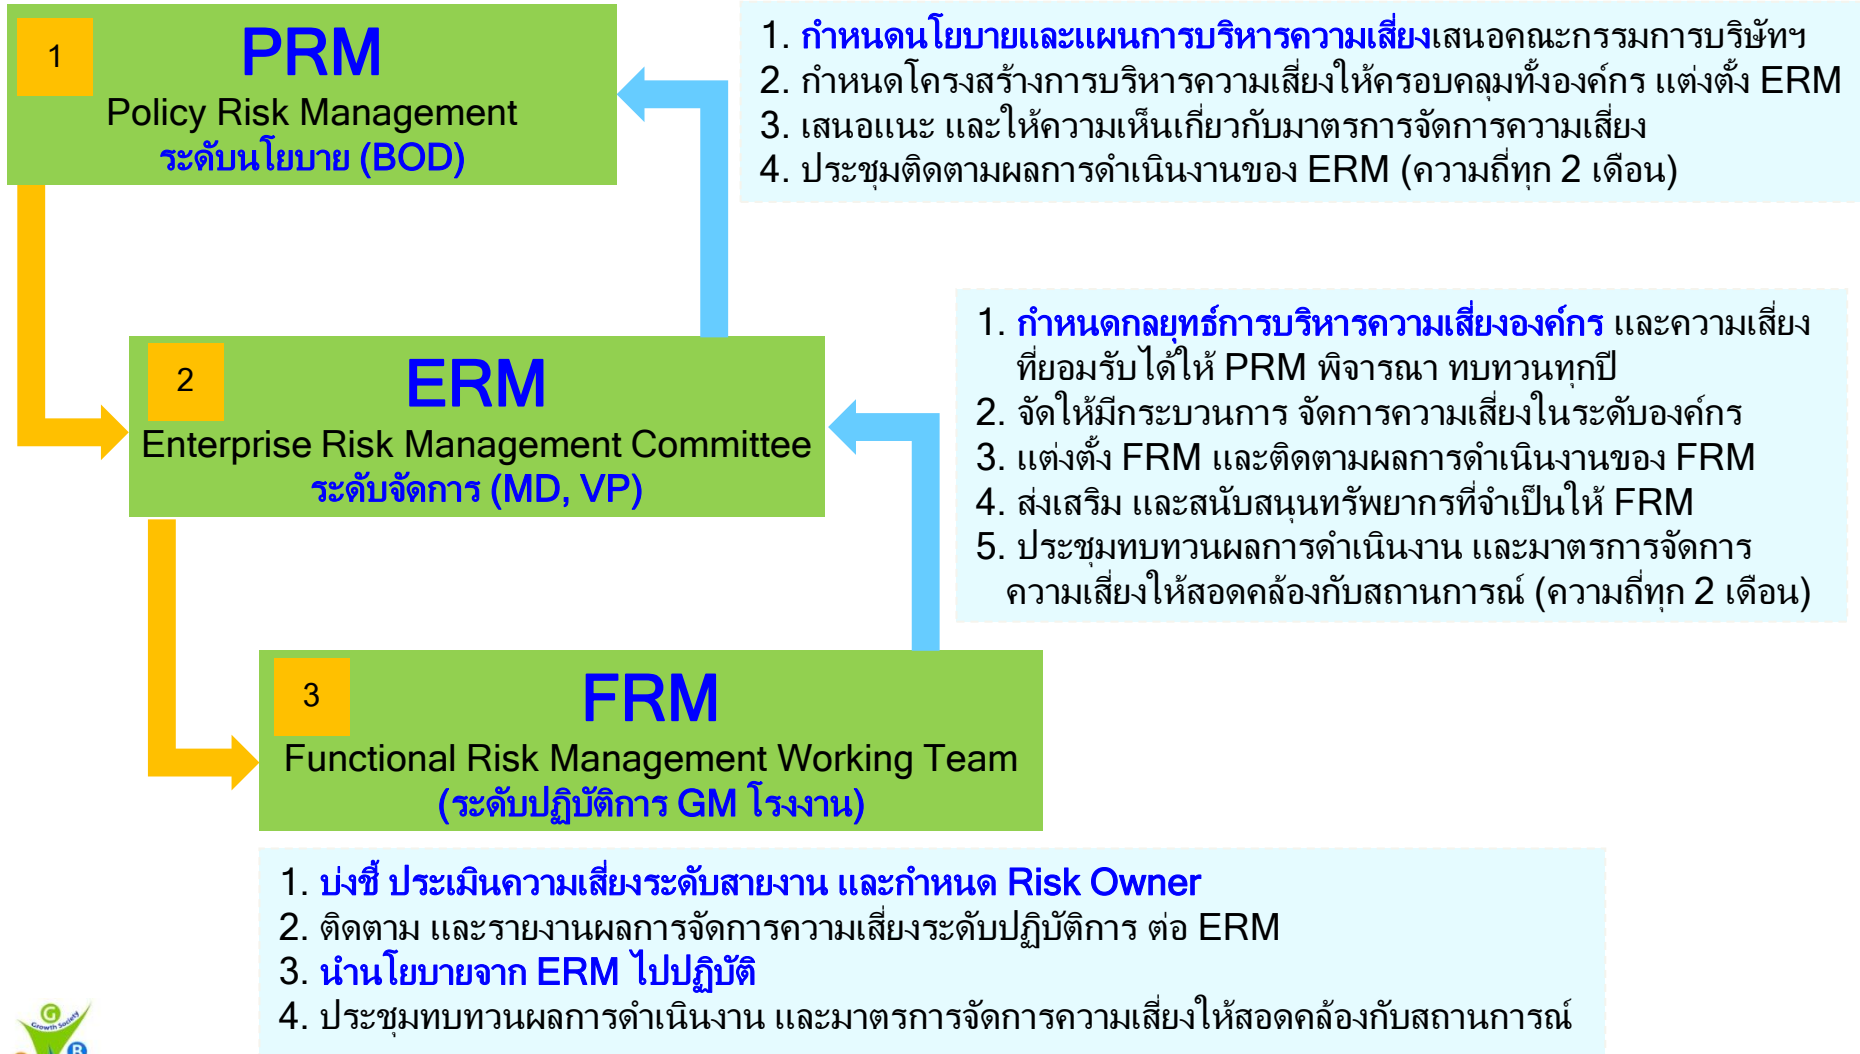 1
PRM
Policy Risk Management
ระดับนโยบาย (BOD)
1. กำหนดนโยบายและแผนการบริหารความเสี่ยงเสนอคณะกรรมการบริษัทฯ
2. กำหนดโครงสร้างการบริหารความเสี่ยงให้ครอบคลุมทั้งองค์กร แต่งตั้ง ERM
3. เสนอแนะ และให้ความเห็นเกี่ยวกับมาตรการจัดการความเสี่ยง
4. ประชุมติดตามผลการดำเนินงานของ ERM (ความถี่ทุก 2 เดือน)
2
ERM
Enterprise Risk Management Committee
ระดับจัดการ (MD, VP)
1. กำหนดกลยุทธ์การบริหารความเสี่ยงองค์กร และความเสี่ยง
ที่ยอมรับได้ให้ PRM พิจารณา ทบทวนทุกปี
2. จัดให้มีกระบวนการ จัดการความเสี่ยงในระดับองค์กร
3. แต่งตั้ง FRM และติดตามผลการดำเนินงานของ FRM
4. ส่งเสริม และสนับสนุนทรัพยากรที่จำเป็นให้ FRM
5. ประชุมทบทวนผลการดำเนินงาน และมาตรการจัดการ
ความเสี่ยงให้สอดคล้องกับสถานการณ์ (ความถี่ทุก 2 เดือน)
3
FRM
Functional Risk Management Working Team
(ระดับปฏิบัติการ GM โรงงาน)
1. บ่งชี้ ประเมินความเสี่ยงระดับสายงาน และกำหนด Risk Owner
2. ติดตาม และรายงานผลการจัดการความเสี่ยงระดับปฏิบัติการ ต่อ ERM
3. นำนโยบายจาก ERM ไปปฏิบัติ
4. ประชุมทบทวนผลการดำเนินงาน และมาตรการจัดการความเสี่ยงให้สอดคล้องกับสถานการณ์
G
Growth Society
B